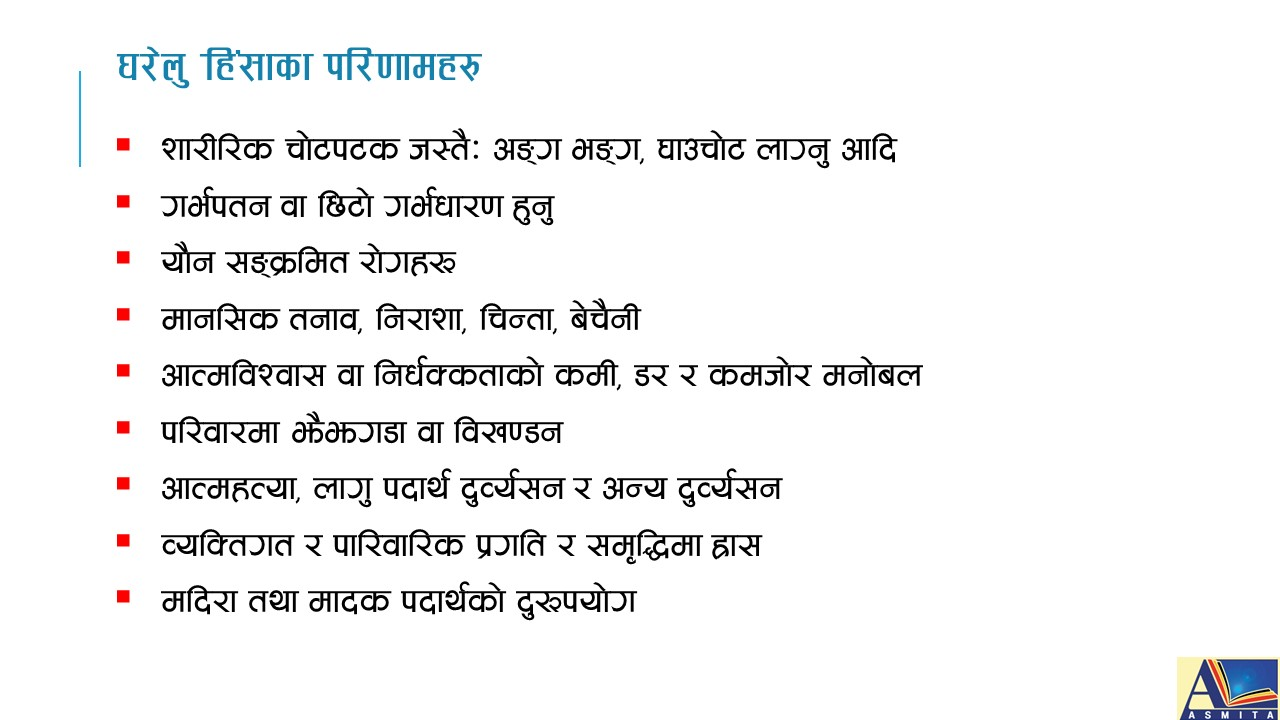 घरेलु हिंसाका परिणामहरु
शारीरिक चोटपटक जस्तैः अङ्ग भङ्ग, घाउचोट लाग्नु आदि
गर्भपतन वा छिटो गर्भधारण हुनु
यौन सङ्क्रमित रोगहरू
मानसिक तनाव, निराशा, चिन्ता, बेचैनी
आत्मविश्वास वा निर्धक्कताको कमी, डर र कमजोर मनोबल
परिवारमा झैझगडा वा विखण्डन
आत्महत्या, लागु पदार्थ दुर्व्यसन र अन्य दुर्व्यसन
व्यक्तिगत र पारिवारिक प्रगति र समृद्धिमा ह्रास
मदिरा तथा मादक पदार्थको दुरूपयोग
ASMITA